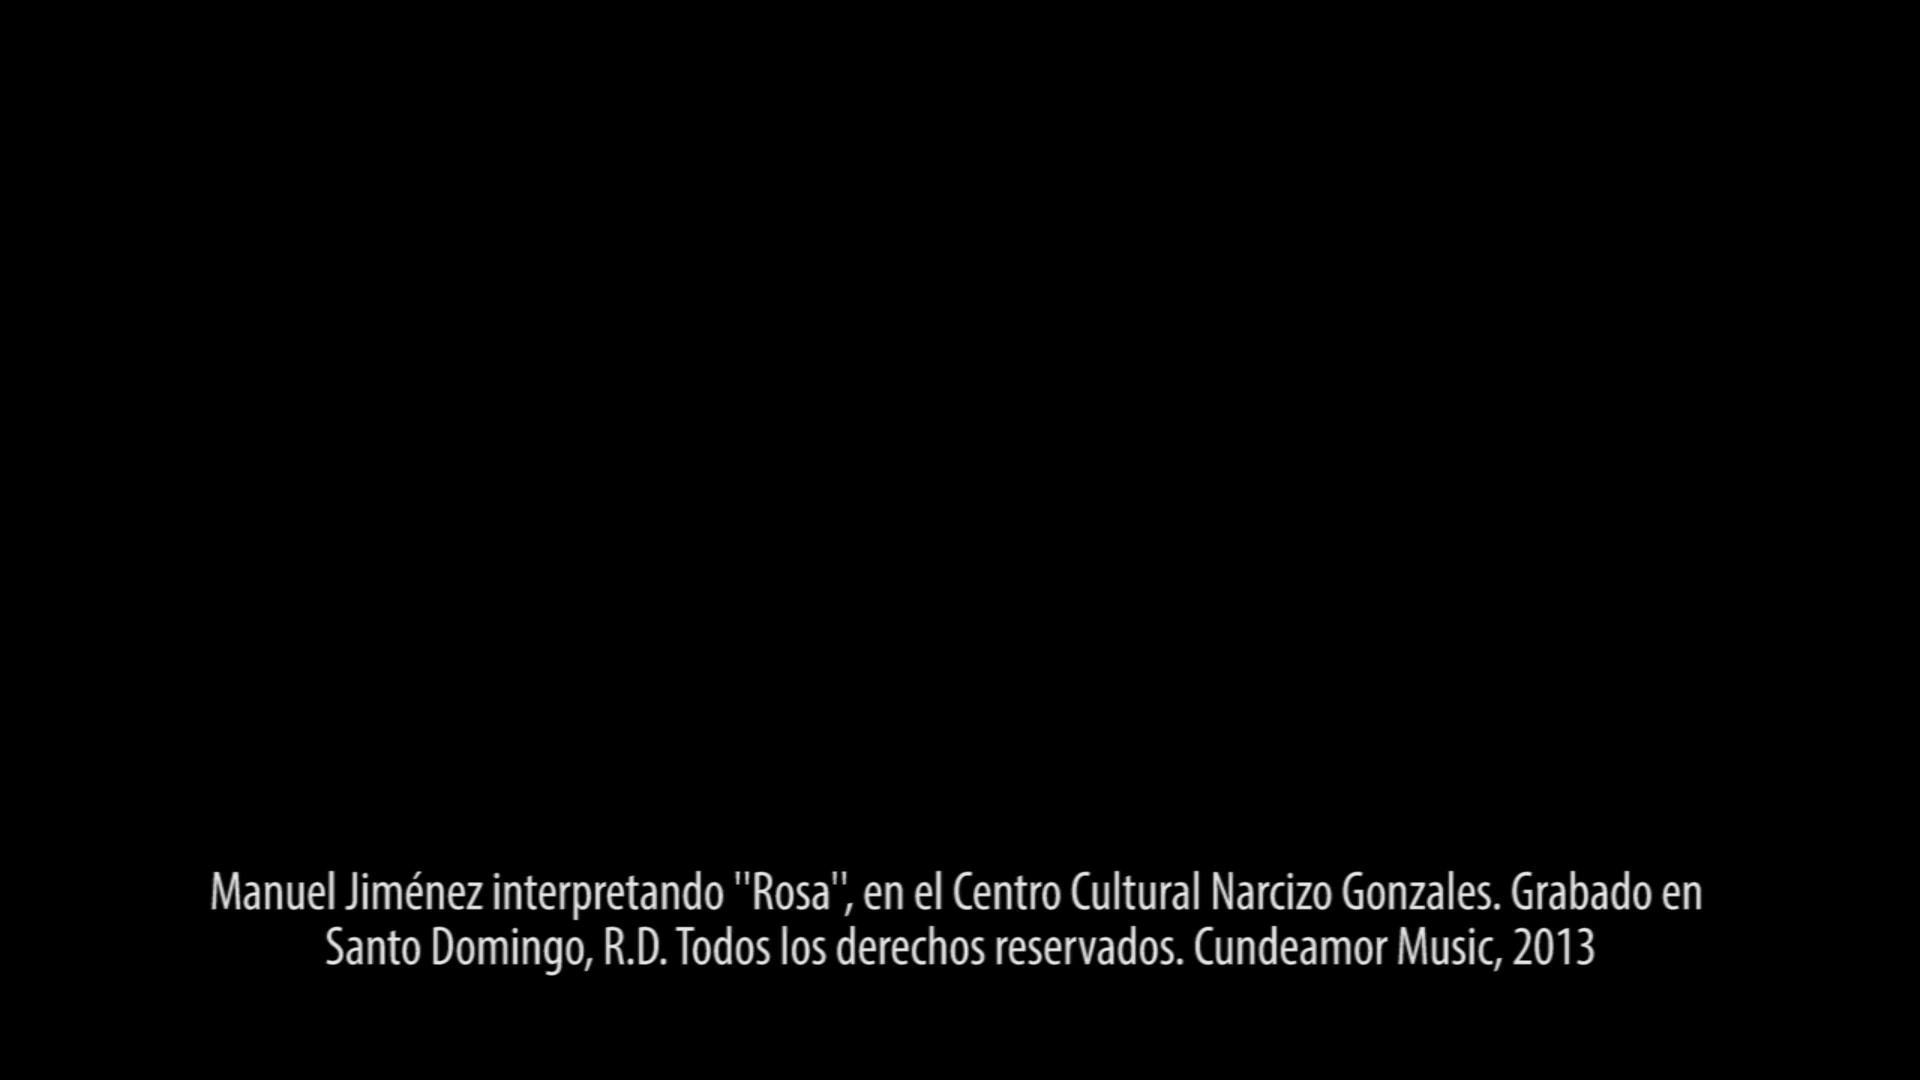 Manuel Jiménez interpretando "Rosa", en el Centro Cultural Narcizo Gonzales. Grabado en
Santo Domingo, R.D. Todos los derechos reservados. Cundeamor Music, 2013